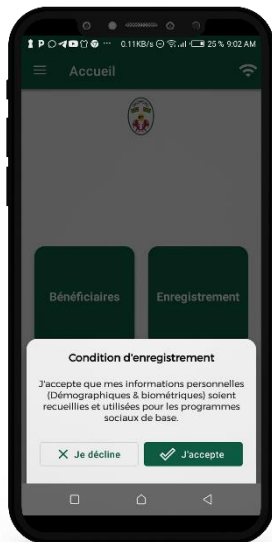 0.11KB/s 25 % 9:02 AM
Accueil
Bénéficiaires Enregistrement
Condition d'enregistrement
J'accepte que mes informations personnelles
(Démographiques & biométriques) soient
recueillies et utilisées pour les programmes
sociaux de base.
Je décline J'accepte